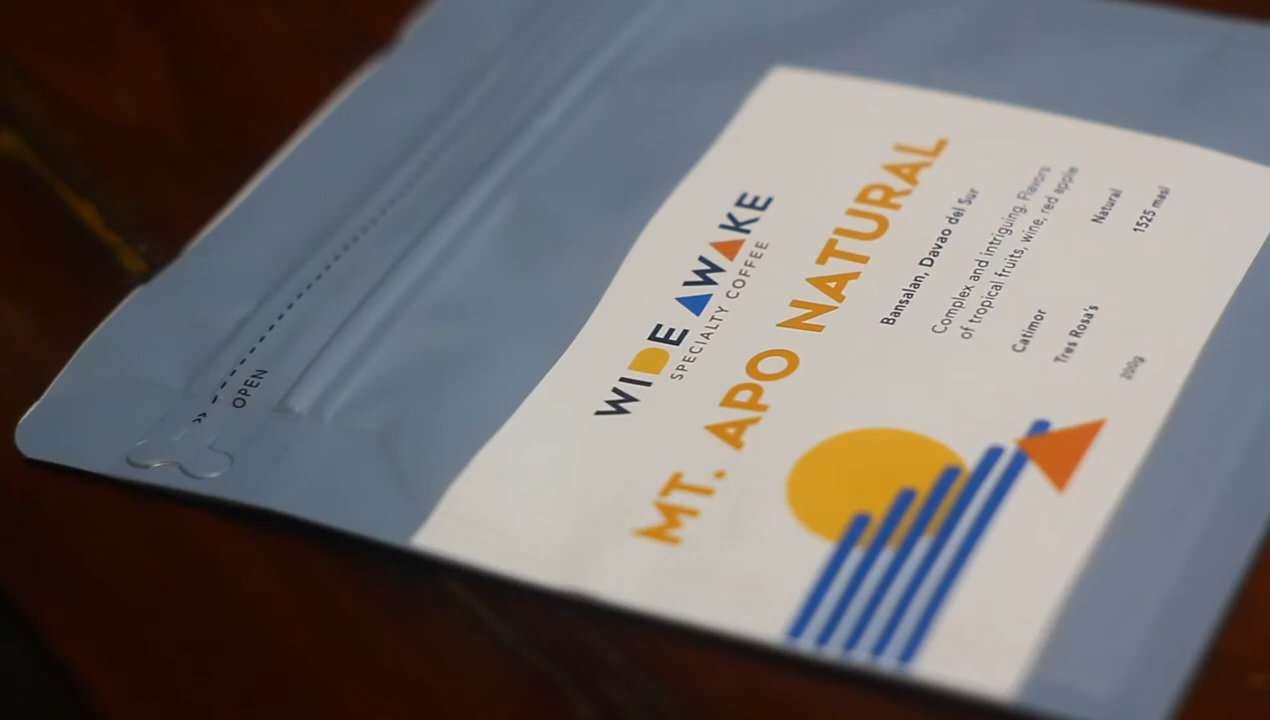 OPEN
WIDE AWAKE
SPECIALTY COFFEE
MT. APO NATURAL
Bansalan, Davao del Sur
Complex and intriguing. Flavors
of tropical fruits, wine, red apple
Catimor Natural
Tres Rosa's 1525 masl
200g